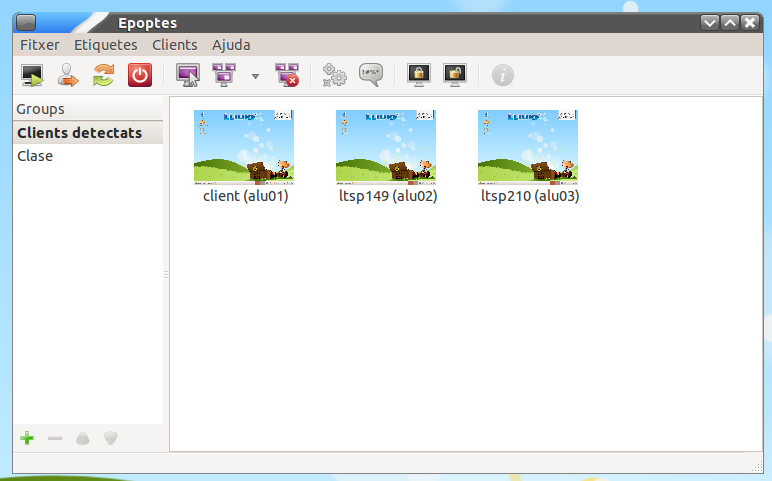 Epoptes
Fitxer Etiquetes Clients Ajuda
!#%*
Groups
Clients detectats
Clase
client (alu01) ltsp149 (alu02) ltsp210 (alu03)